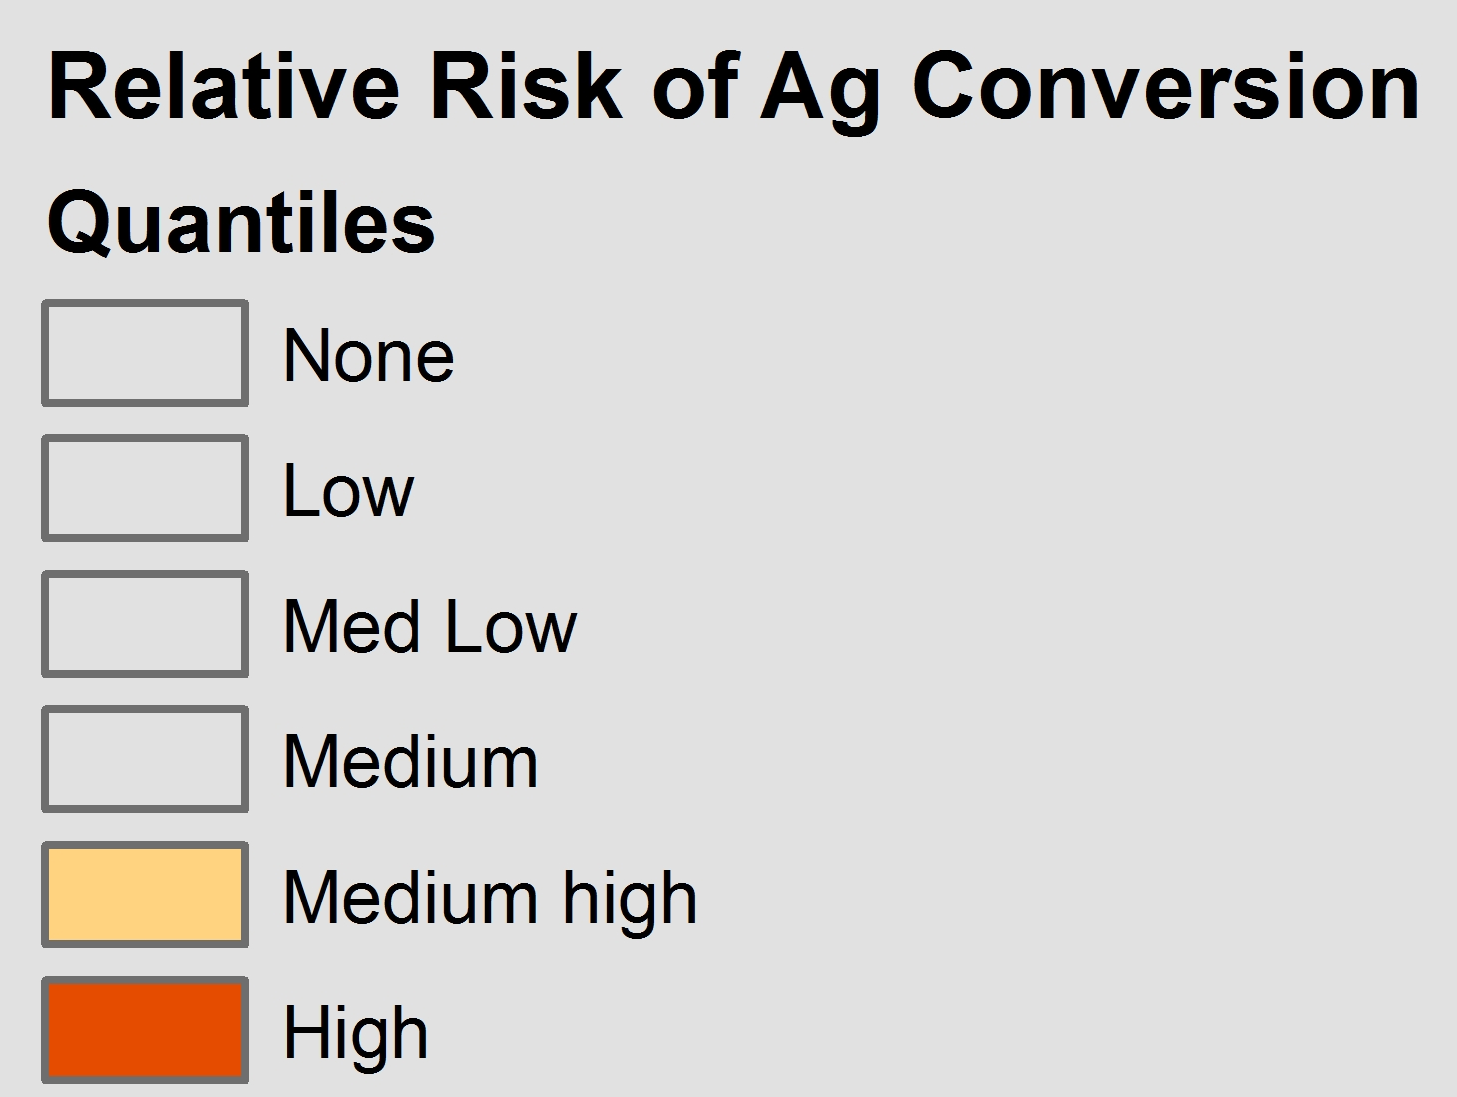 Relative Risk of Ag Conversion
Quantiles
None
Low
Med Low
Medium
Medium high
High